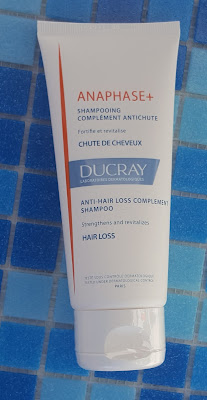 ANAPHASE+
SHAMPOOING
COMPLÉMENT ANTICHUTE
Fortifie et revitalise
CHUTE DE CHEVEUX
DUCRAY
LABORATOIRES DERMATOLOGIQUES
ANTI-HAIR LOSS COMPLEMENT
SHAMPOO
Strengthens and revitalizes
HAIR LOSS
PARIS